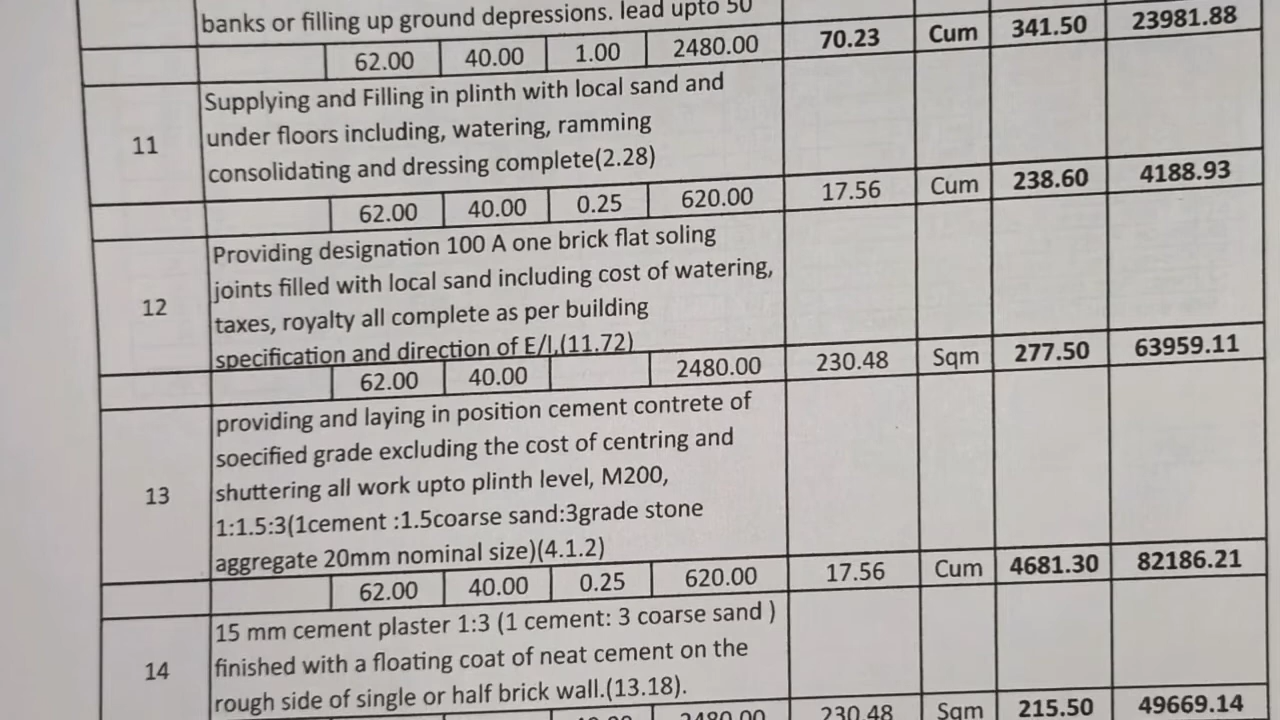 banks or filling up ground depressions. lead upto 50
62.00 40.00 1.00 2480.00 70.23 Cum 341.50 23981.88
11
Supplying and Filling in plinth with local sand and
under floors including, watering, ramming
consolidating and dressing complete(2.28)
62.00 40.00 0.25 620.00 17.56 Cum 238.60 4188.93
12
Providing designation 100 A one brick flat soling
joints filled with local sand including cost of watering,
taxes, royalty all complete as per building
specification and direction of E/I,(11.72)
62.00 40.00 2480.00 230.48 Sqm 277.50 63959.11
13
providing and laying in position cement contrete of
soecified grade excluding the cost of centring and
shuttering all work upto plinth level, M200,
1:1.5:3(1cement :1.5coarse sand:3grade stone
aggregate 20mm nominal size)(4.1.2)
62.00 40.00 0.25 620.00 17.56 Cum 4681.30 82186.21
14
15 mm cement plaster 1:3 (1 cement: 3 coarse sand )
finished with a floating coat of neat cement on the
rough side of single or half brick wall.(13.18).
2480.00 230.48 Sqm 215.50 49669.14